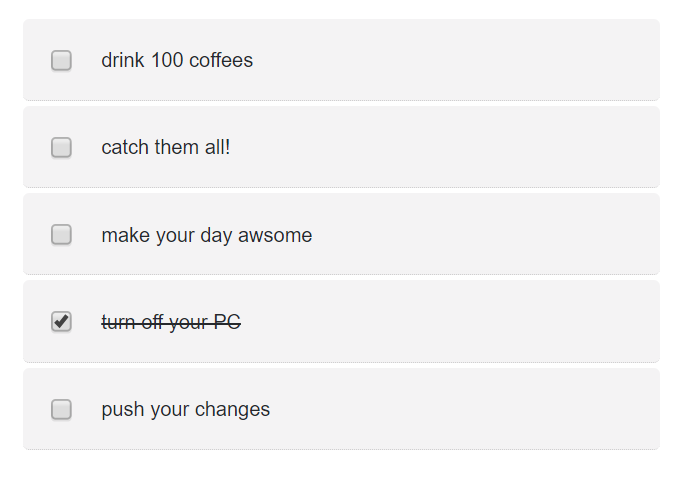 drink 100 coffees
catch them all!
make your day awsome
turn off your PC
push your changes